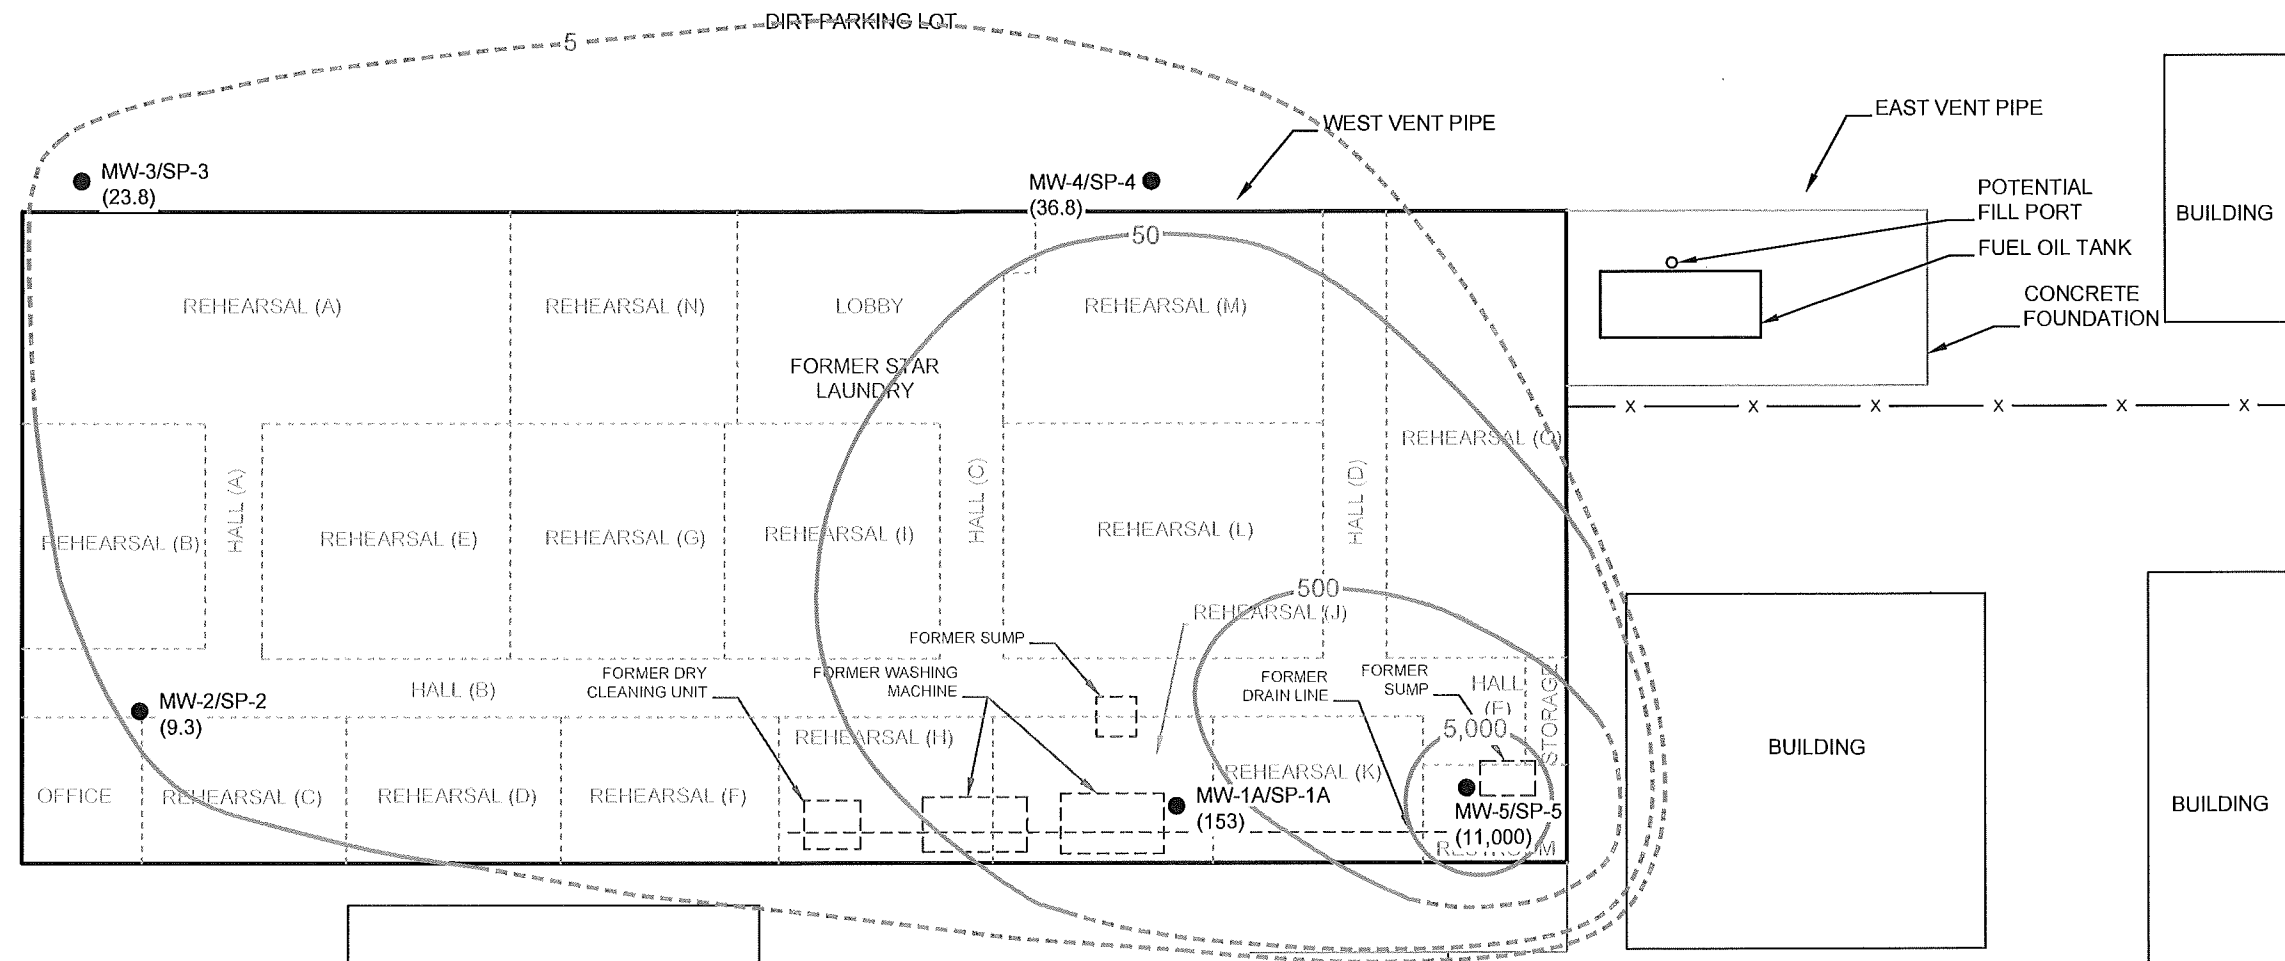 DIRT PARKING LOT
5
WEST VENT PIPE
EAST VENT PIPE
MW-3/SP-3
(23.8)
MW-4/SP-4
(36.8)
POTENTIAL
FILL PORT
FUEL OIL TANK
CONCRETE
FOUNDATION
BUILDING
50
REHEARSAL (A)
REHEARSAL (N)
LOBBY
REHEARSAL (M)
FORMER STAR
LAUNDRY
X X X X X X
REHEARSAL (O)
HALL (A)
HALL (C)
HALL (D)
REHEARSAL (B)
REHEARSAL (E)
REHEARSAL (G)
REHEARSAL (I)
REHEARSAL (L)
500
REHEARSAL (J)
FORMER SUMP
FORMER DRY
CLEANING UNIT
FORMER WASHING
MACHINE
FORMER
DRAIN LINE
FORMER
SUMP
HALL
(F)
STORAGE
HALL (B)
MW-2/SP-2
(9.3)
5,000
REHEARSAL (H)
REHEARSAL (K)
OFFICE
REHEARSAL (C)
REHEARSAL (D)
REHEARSAL (F)
MW-1A/SP-1A
(153)
MW-5/SP-5
(11,000)
RESTROOM
BUILDING
BUILDING